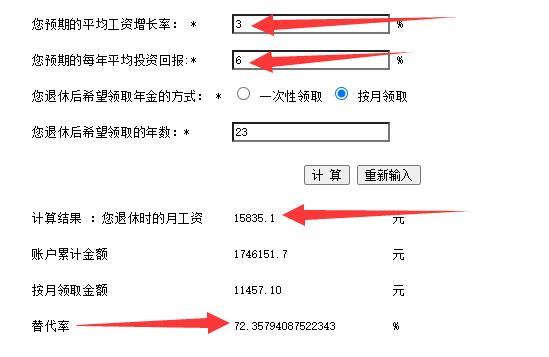 您预期的平均工资增长率: * 3 %
您预期的每年平均投资回报:* 6 %
您退休后希望领取年金的方式: * 一次性领取 按月领取
您退休后希望领取的年数:* 23
计 算 重新输入
计算结果 :您退休时的月工资 15835.1 元
账户累计金额 1746151.7 元
按月领取金额 11457.10 元
替代率 72.35794087522343 %